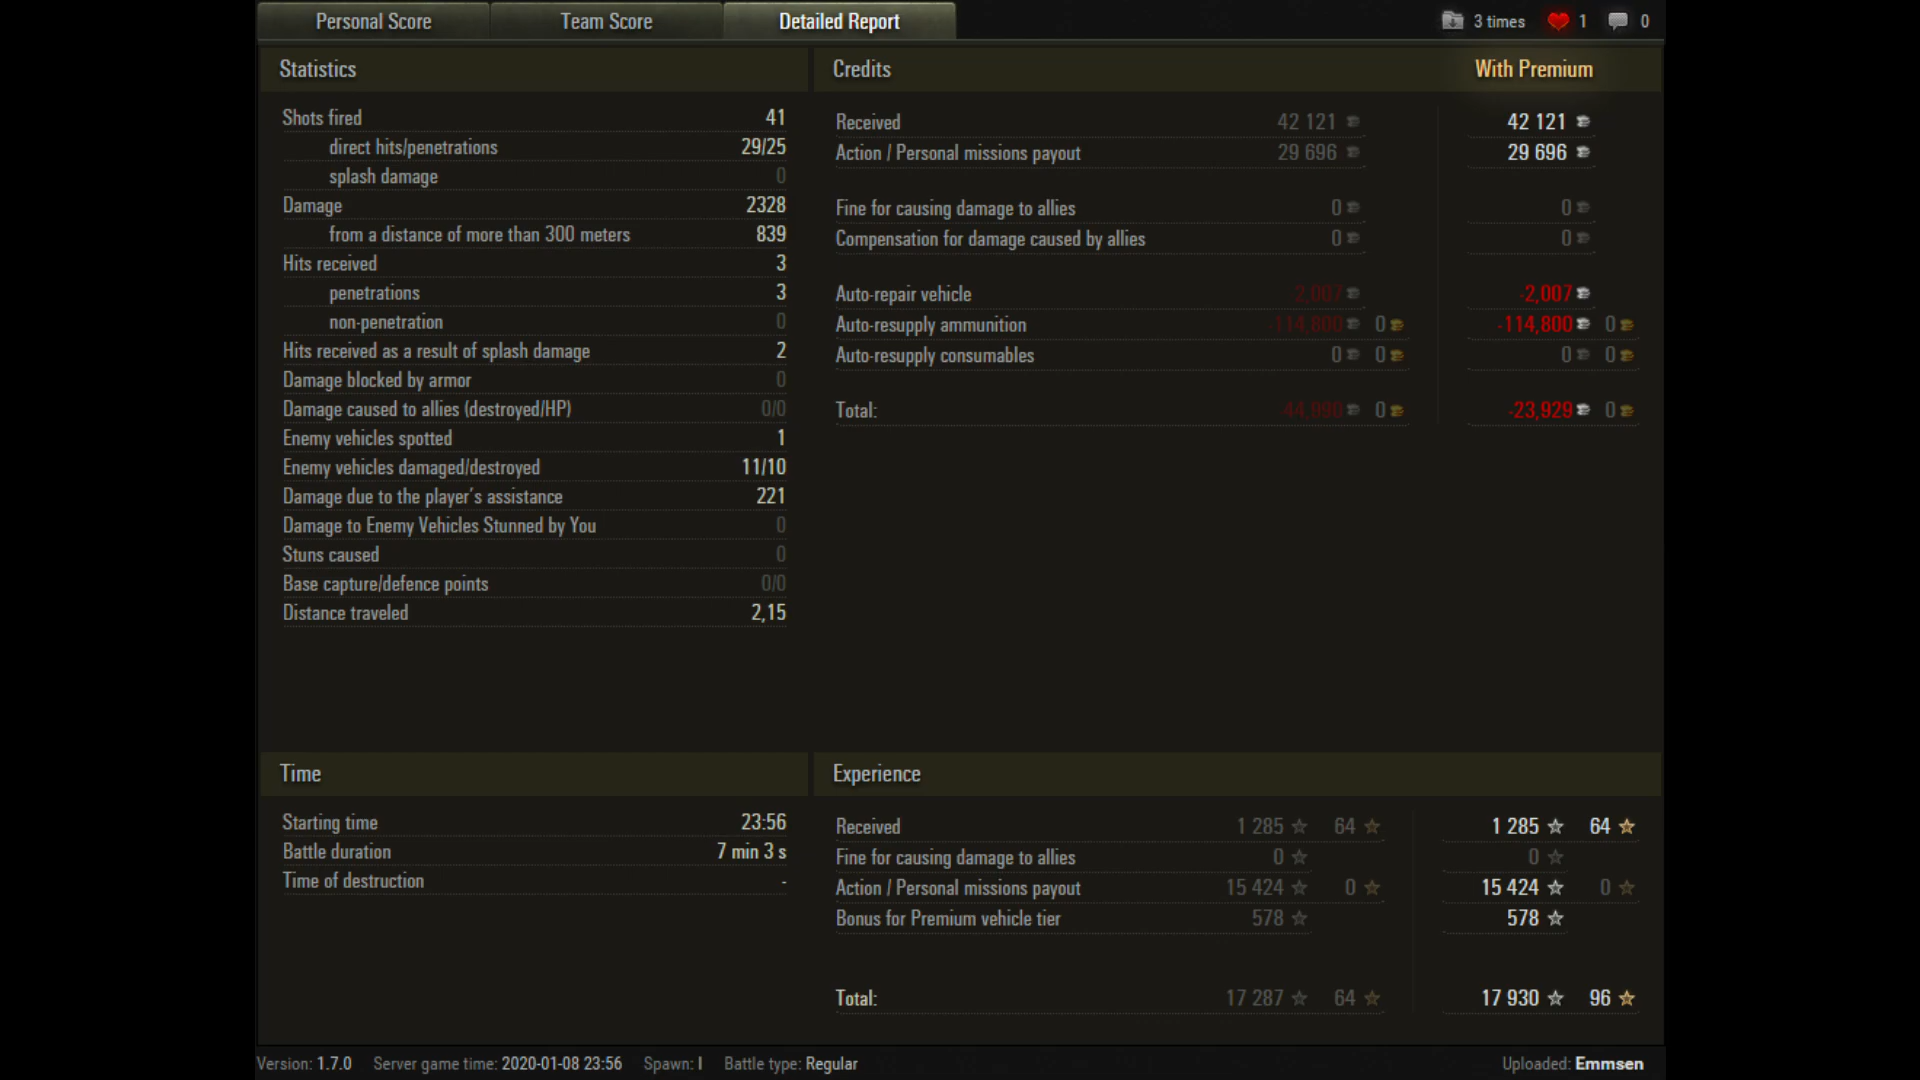 Personal Score Team Score Detailed Report 3 times 1 0
Statistics
Shots fired 41
direct hits/penetrations 29/25
splash damage 0
Damage 2328
from a distance of more than 300 meters 839
Hits received 3
penetrations 3
non-penetration 0
Hits received as a result of splash damage 2
Damage blocked by armor 0
Damage caused to allies (destroyed/HP) 0/0
Enemy vehicles spotted 1
Enemy vehicles damaged/destroyed 11/10
Damage due to the player's assistance 221
Damage to Enemy Vehicles Stunned by You 0
Stuns caused 0
Base capture/defence points 0/0
Distance traveled 2,15
Credits With Premium
Received 42 121 42 121
Action / Personal missions payout 29 696 29 696
Fine for causing damage to allies 0 0
Compensation for damage caused by allies 0 0
Auto-repair vehicle 2,007 -2,007
Auto-resupply ammunition -114,800 0 -114,800 0
Auto-resupply consumables 0 0 0 0
Total: -44,990 0 -23,929 0
Time
Starting time 23:56
Battle duration 7 min 3 s
Time of destruction -
Experience
Received 1 285 64 1 285 64
Fine for causing damage to allies 0 0
Action / Personal missions payout 15 424 0 15 424 0
Bonus for Premium vehicle tier 578 578
Total: 17 287 64 17 930 96
Version: 1.7.0 Server game time: 2020-01-08 23:56 Spawn: I Battle type: Regular Uploaded: Emmsen